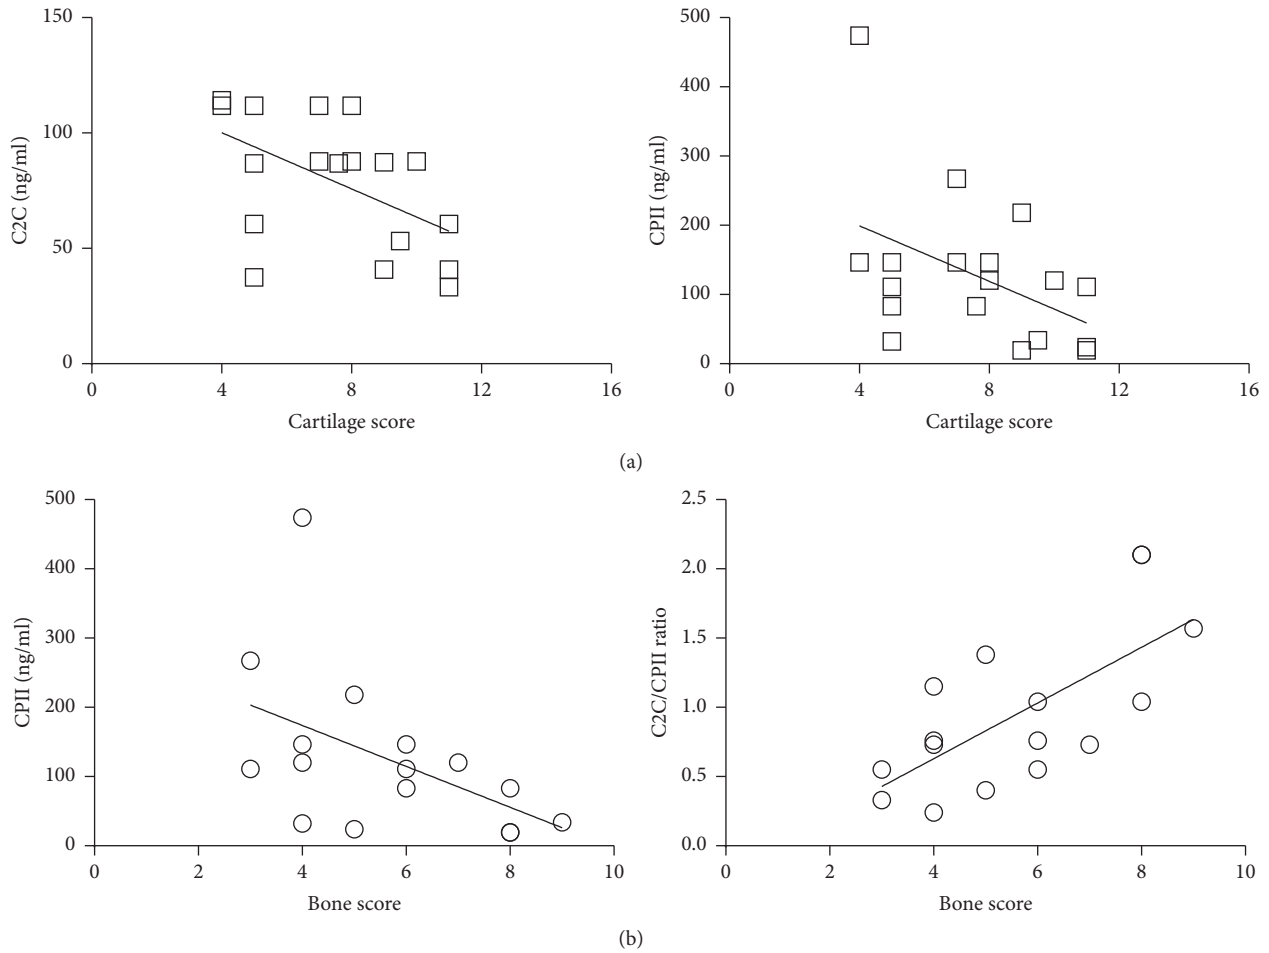 150
100
50
0
C2C (ng/ml)
0 4 8 12 16
Cartilage score
500
400
300
200
100
0
CPII (ng/ml)
0 4 8 12 16
Cartilage score
(a)
500
400
300
200
100
0
CPII (ng/ml)
0 2 4 6 8 10
Bone score
2.5
2.0
1.5
1.0
0.5
0.0
C2C/CPII ratio
0 2 4 6 8 10
Bone score
(b)